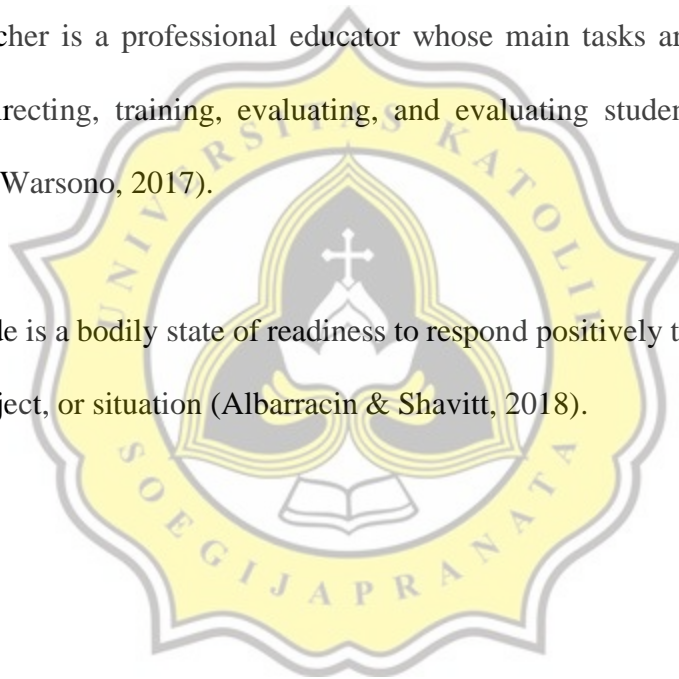 cher is a professional educator whose main tasks ar
recting, training, evaluating, and evaluating studen
Warsono, 2017).
UNIVERSITAS KATOLIK
le is a bodily state of readiness to respond positively t
ject, or situation (Albarracin & Shavitt, 2018).
SOEGIJAPRANATA